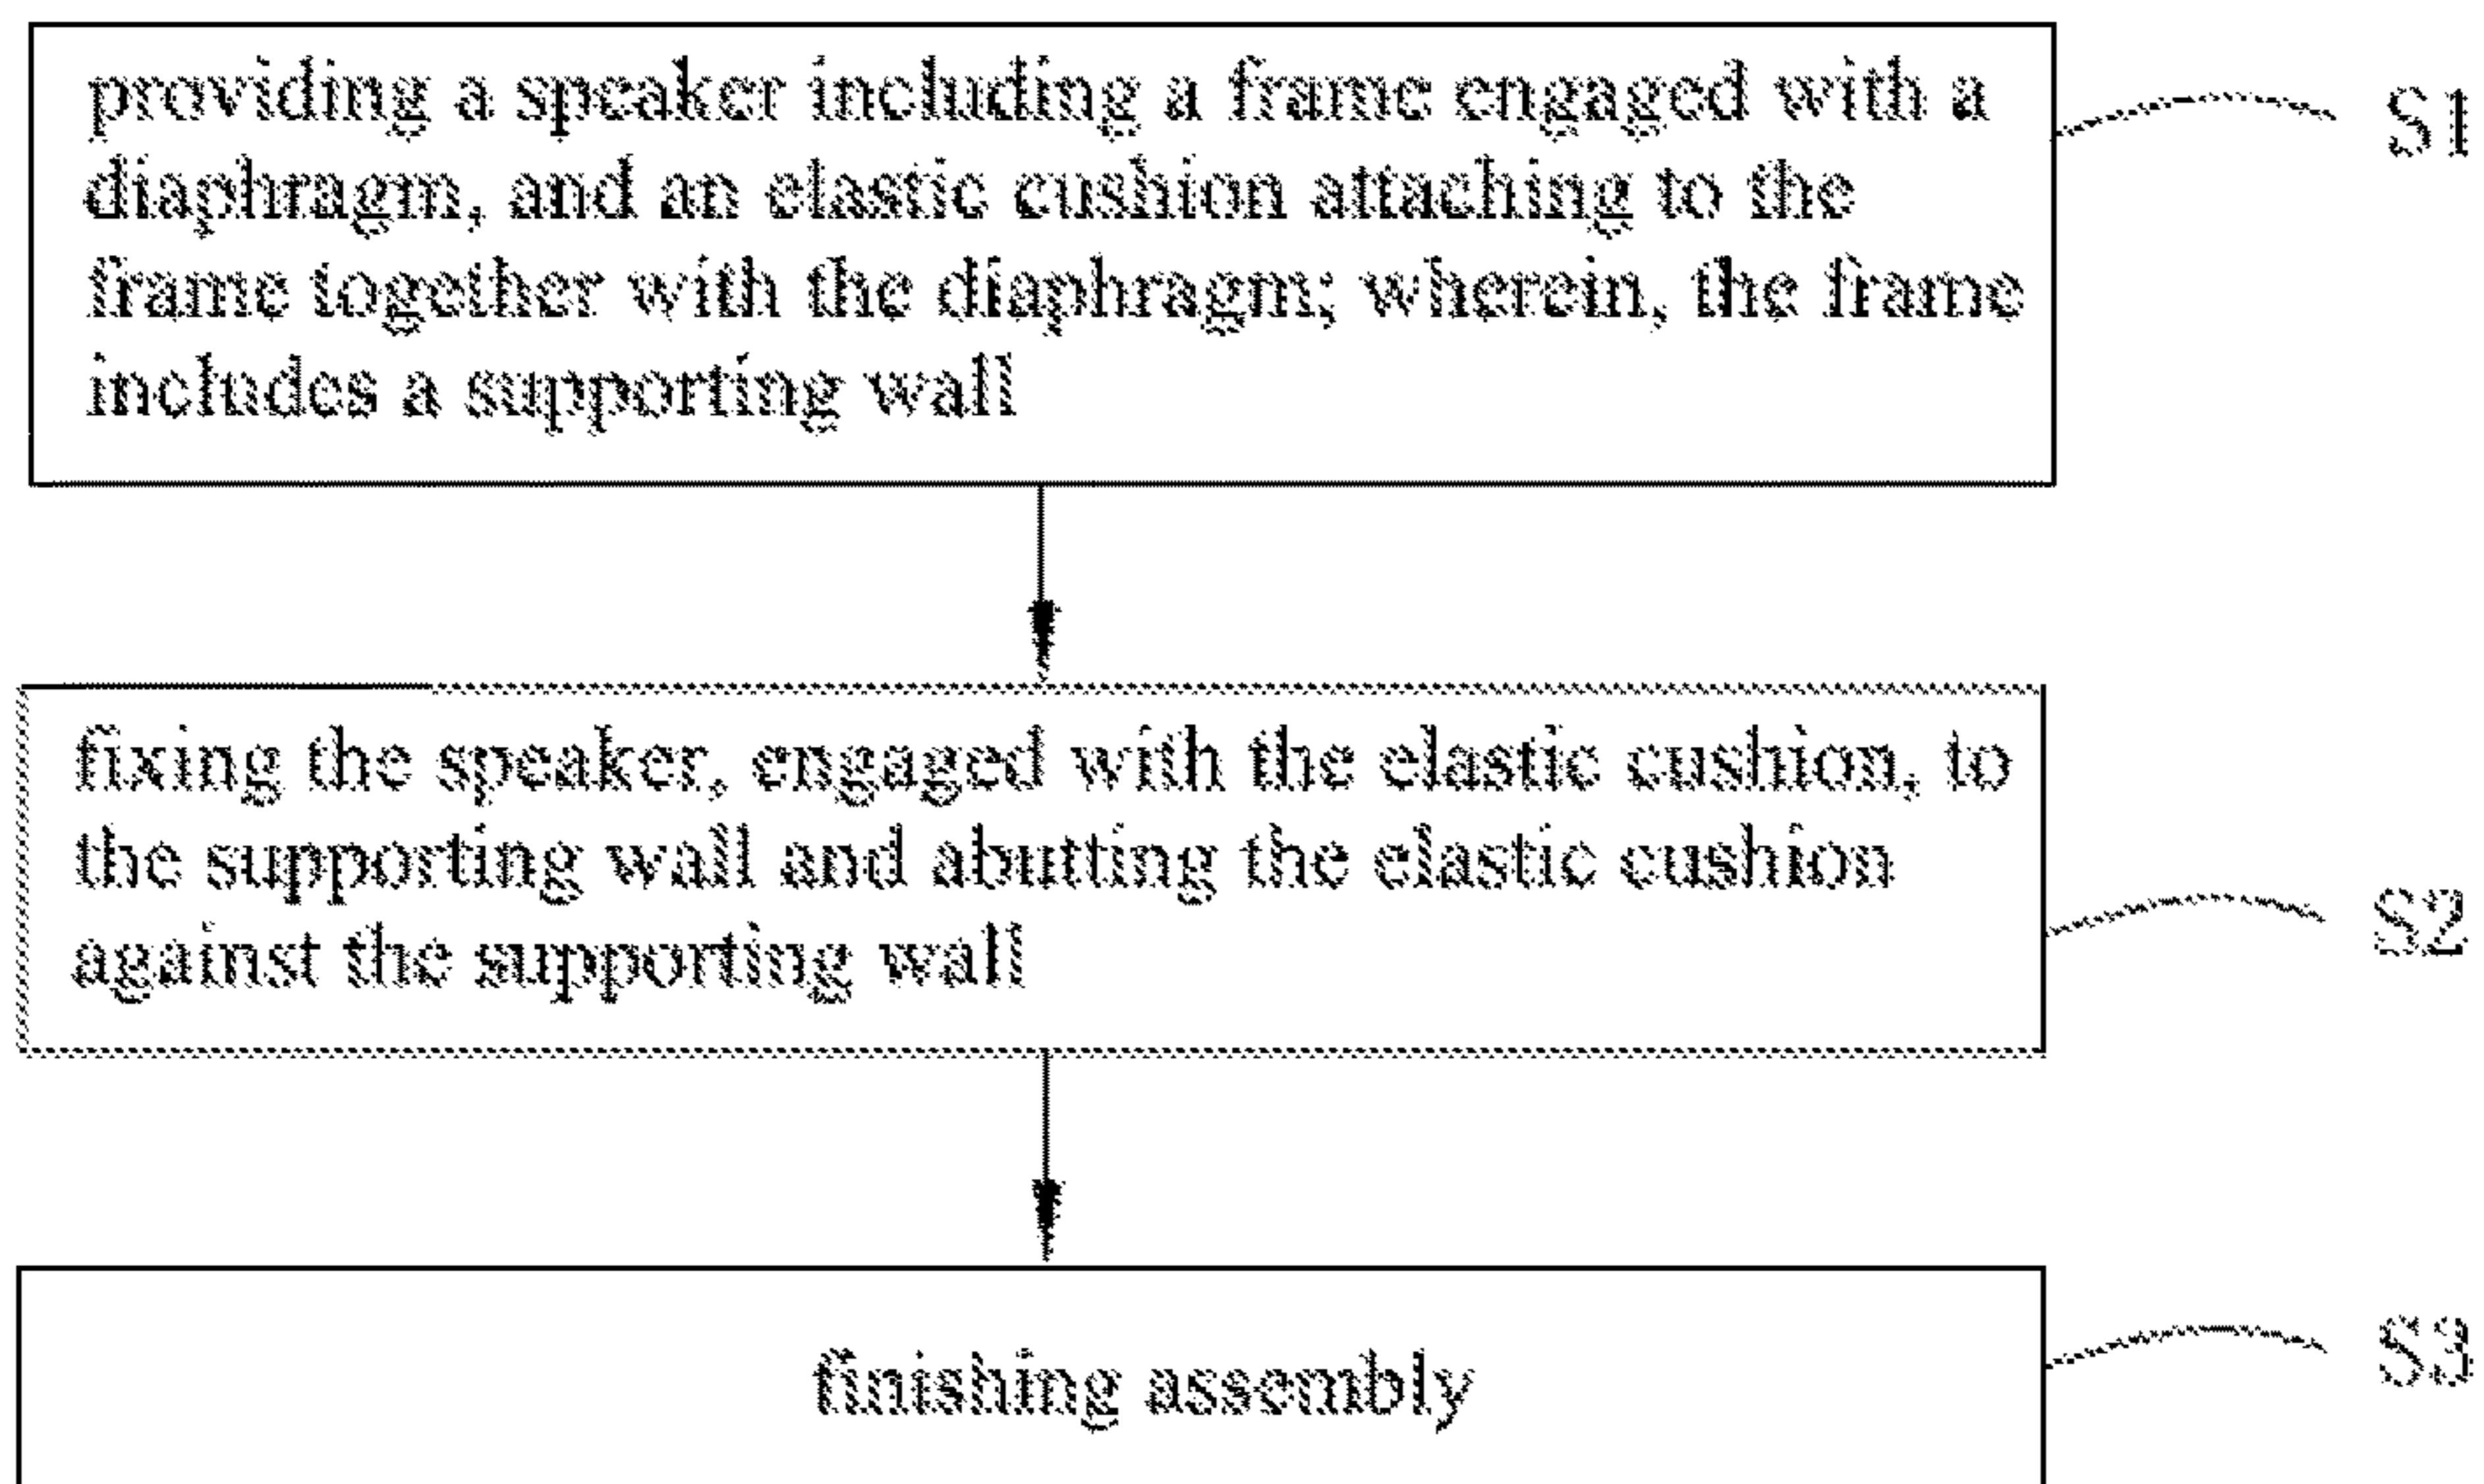 providing a speaker including a frame engaged with a
diaphragm, and an elastic cushion attaching to the
frame together with the diaphragm; wherein, the frame
includes a supporting wall
S1
fixing the speaker, engaged with the elastic cushion, to
the supporting wall and abutting the elastic cushion
against the supporting wall
S2
finishing assembly
S3